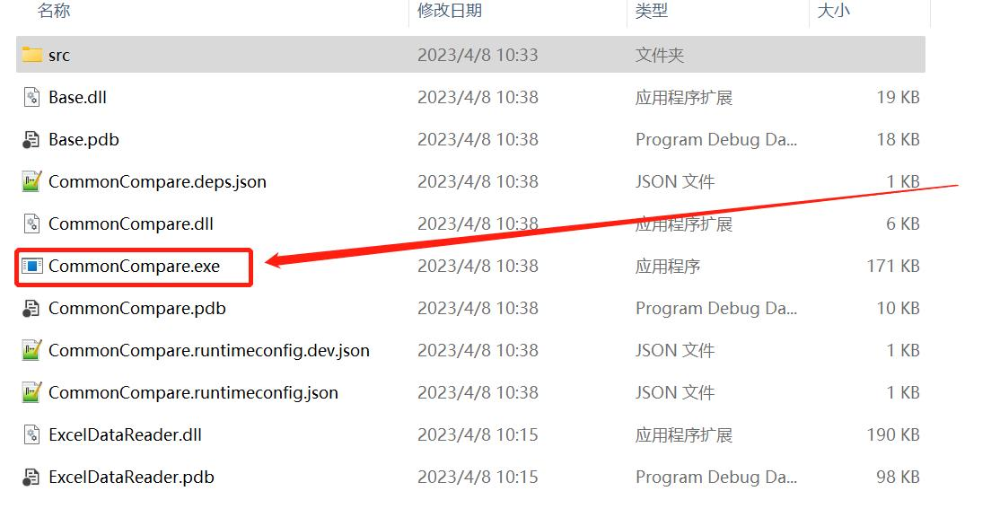 名称 修改日期 类型 大小
src 2023/4/8 10:33 文件夹
Base.dll 2023/4/8 10:38 应用程序扩展 19 KB
Base.pdb 2023/4/8 10:38 Program Debug Da... 18 KB
CommonCompare.deps.json 2023/4/8 10:38 JSON 文件 1 KB
CommonCompare.dll 2023/4/8 10:38 应用程序扩展 6 KB
CommonCompare.exe 2023/4/8 10:38 应用程序 171 KB
CommonCompare.pdb 2023/4/8 10:38 Program Debug Da... 10 KB
CommonCompare.runtimeconfig.dev.json 2023/4/8 10:38 JSON 文件 1 KB
CommonCompare.runtimeconfig.json 2023/4/8 10:38 JSON 文件 1 KB
ExcelDataReader.dll 2023/4/8 10:15 应用程序扩展 190 KB
ExcelDataReader.pdb 2023/4/8 10:15 Program Debug Da... 98 KB